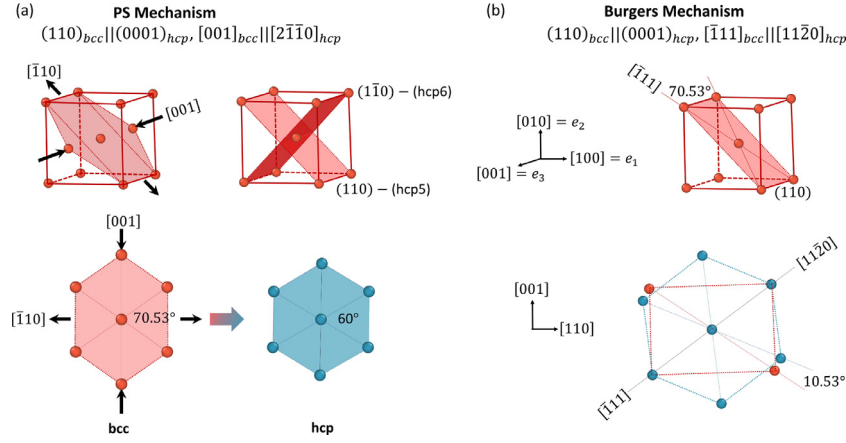 (a)
PS Mechanism
(110)bcc||(0001)hcp, [001]bcc||[21̄1̄0]hcp
[1̄10]
[001]
(11̄0) − (hcp6)
(110) − (hcp5)
[001]
[1̄10]
70.53°
60°
bcc
hcp
(b)
Burgers Mechanism
(110)bcc||(0001)hcp, [1̄11]bcc||[112̄0]hcp
[1̄11]
70.53°
[010] = e2
[100] = e1
[001] = e3
(110)
[112̄0]
[001]
[110]
[1̄11]
10.53°